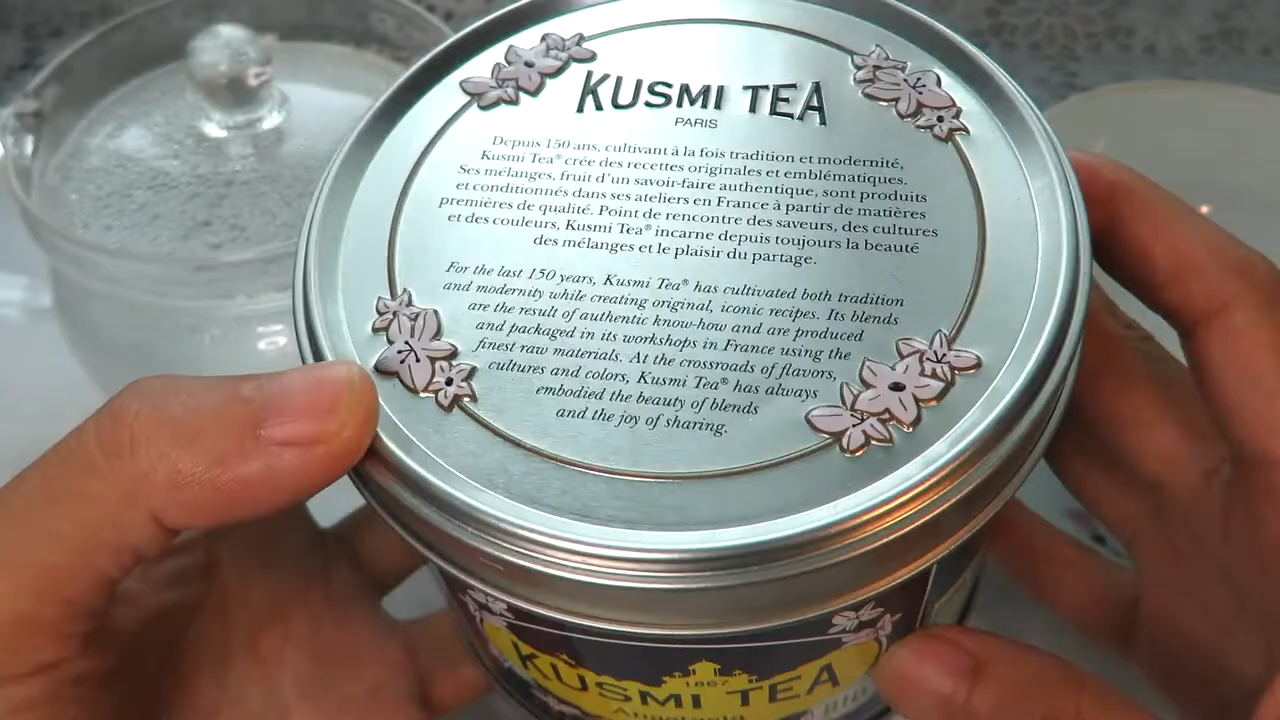 KUSMI TEA
PARIS
Depuis 150 ans, cultivant à la fois tradition et modernité,
Kusmi Tea® crée des recettes originales et emblématiques.
Ses mélanges, fruit d'un savoir-faire authentique, sont produits
et conditionnés dans ses ateliers en France à partir de matières
premières de qualité. Point de rencontre des saveurs, des cultures
et des couleurs, Kusmi Tea® incarne depuis toujours la beauté
des mélanges et le plaisir du partage.
For the last 150 years, Kusmi Tea® has cultivated both tradition
and modernity while creating original, iconic recipes. Its blends
are the result of authentic know-how and are produced
and packaged in its workshops in France using the
finest raw materials. At the crossroads of flavors,
cultures and colors, Kusmi Tea® has always
embodied the beauty of blends
and the joy of sharing.
1867
KUSMI TEA
Anastasia